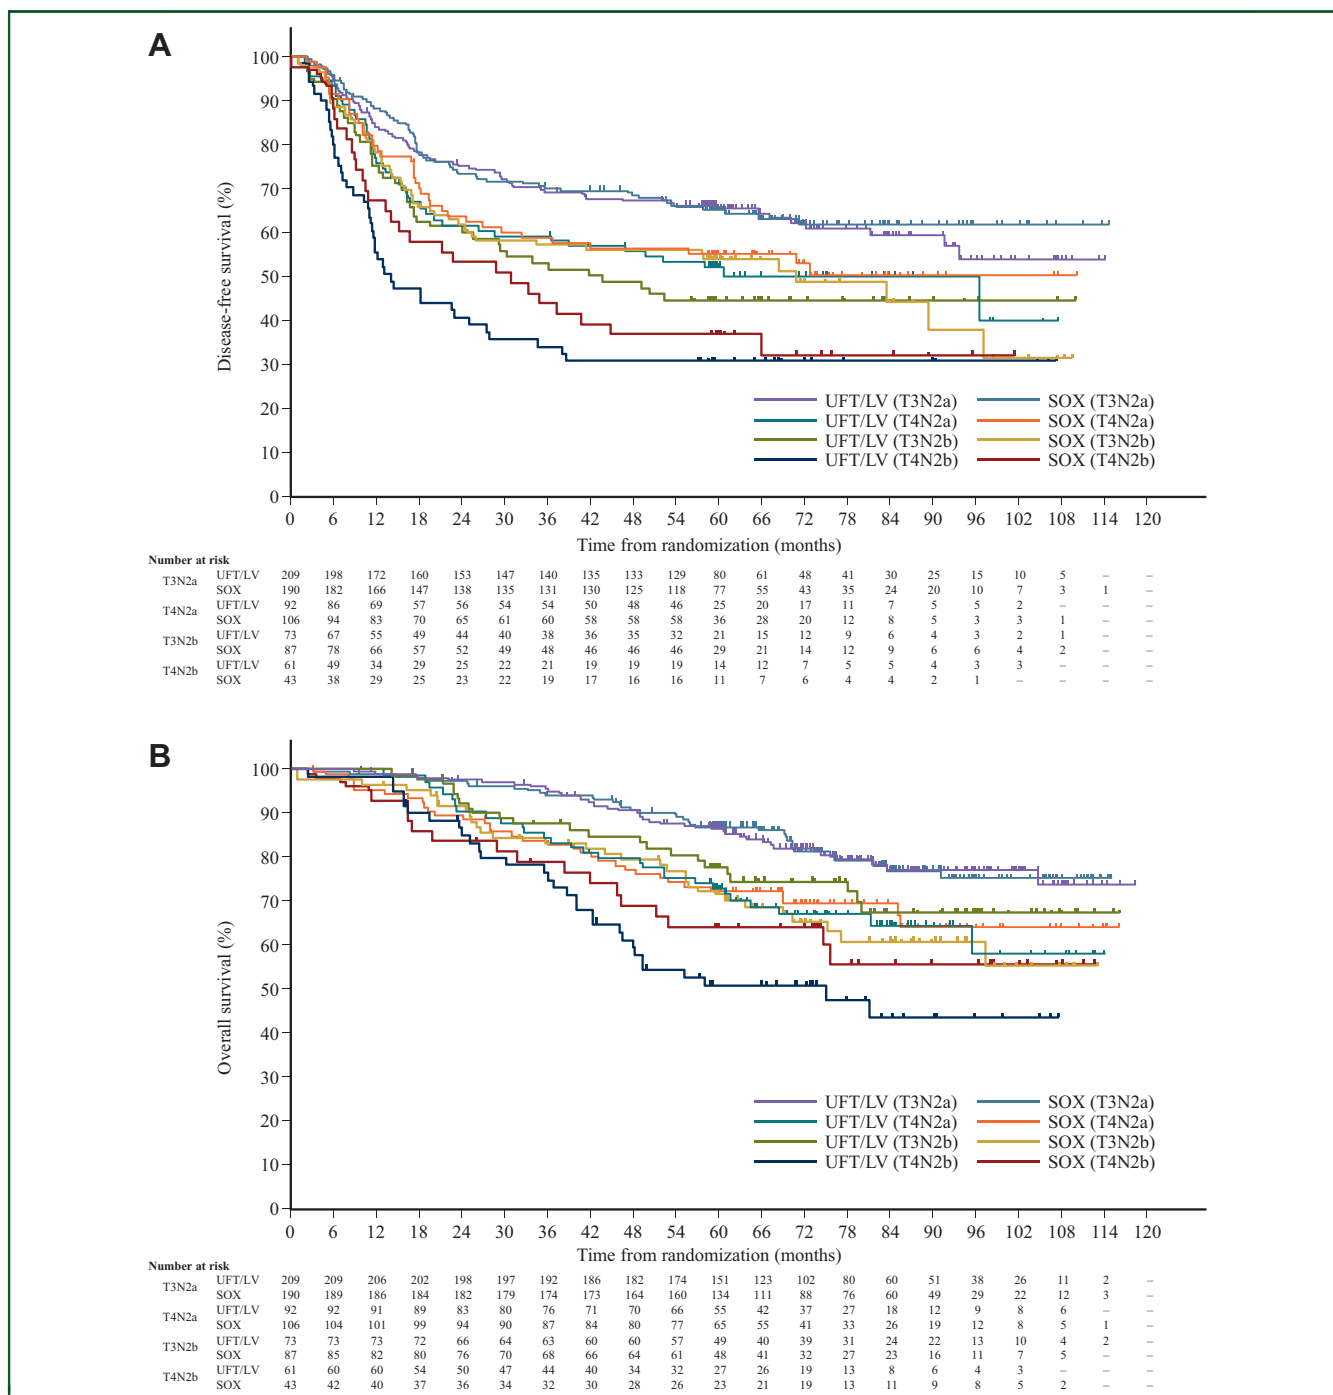 A
100
90
80
70
60
50
40
30
20
10
0
Disease-free survival (%)
UFT/LV (T3N2a) SOX (T3N2a)
UFT/LV (T4N2a) SOX (T4N2a)
UFT/LV (T3N2b) SOX (T3N2b)
UFT/LV (T4N2b) SOX (T4N2b)
0 6 12 18 24 30 36 42 48 54 60 66 72 78 84 90 96 102 108 114 120
Time from randomization (months)
Number at risk
T3N2a UFT/LV 209 198 172 160 153 147 140 135 133 129 80 61 48 41 30 25 15 10 5 – –
SOX 190 182 166 147 138 135 131 130 125 118 77 55 43 35 24 20 10 7 3 1 –
T4N2a UFT/LV 92 86 69 57 56 54 54 50 48 46 25 20 17 11 7 5 5 2 – – –
SOX 106 94 83 70 65 61 60 58 58 58 36 28 20 12 8 5 3 3 1 – –
T3N2b UFT/LV 73 67 55 49 44 40 38 36 35 32 21 15 12 9 6 4 3 2 1 – –
SOX 87 78 66 57 52 49 48 46 46 46 29 21 14 12 9 6 6 4 2 – –
T4N2b UFT/LV 61 49 34 29 25 22 21 19 19 19 14 12 7 5 5 4 3 3 – – –
SOX 43 38 29 25 23 22 19 17 16 16 11 7 6 4 4 2 1 – – – –
B
100
90
80
70
60
50
40
30
20
10
0
Overall survival (%)
UFT/LV (T3N2a) SOX (T3N2a)
UFT/LV (T4N2a) SOX (T4N2a)
UFT/LV (T3N2b) SOX (T3N2b)
UFT/LV (T4N2b) SOX (T4N2b)
0 6 12 18 24 30 36 42 48 54 60 66 72 78 84 90 96 102 108 114 120
Time from randomization (months)
Number at risk
T3N2a UFT/LV 209 209 206 202 198 197 192 186 182 174 151 123 102 80 60 51 38 26 11 2 –
SOX 190 189 186 184 182 179 174 173 164 160 134 111 88 76 60 49 29 22 12 3 –
T4N2a UFT/LV 92 92 91 89 83 80 76 71 70 66 55 42 37 27 18 12 9 8 6 – –
SOX 106 104 101 99 94 90 87 84 80 77 65 55 41 33 26 19 12 8 5 1 –
T3N2b UFT/LV 73 73 73 72 66 64 63 60 60 57 49 40 39 31 24 22 13 10 4 2 –
SOX 87 85 82 80 76 70 68 66 64 61 48 41 32 27 23 16 11 7 5 – –
T4N2b UFT/LV 61 60 60 54 50 47 44 40 34 32 27 26 19 13 8 6 4 3 – – –
SOX 43 42 40 37 36 34 32 30 28 26 23 21 19 13 11 9 8 5 2 – –